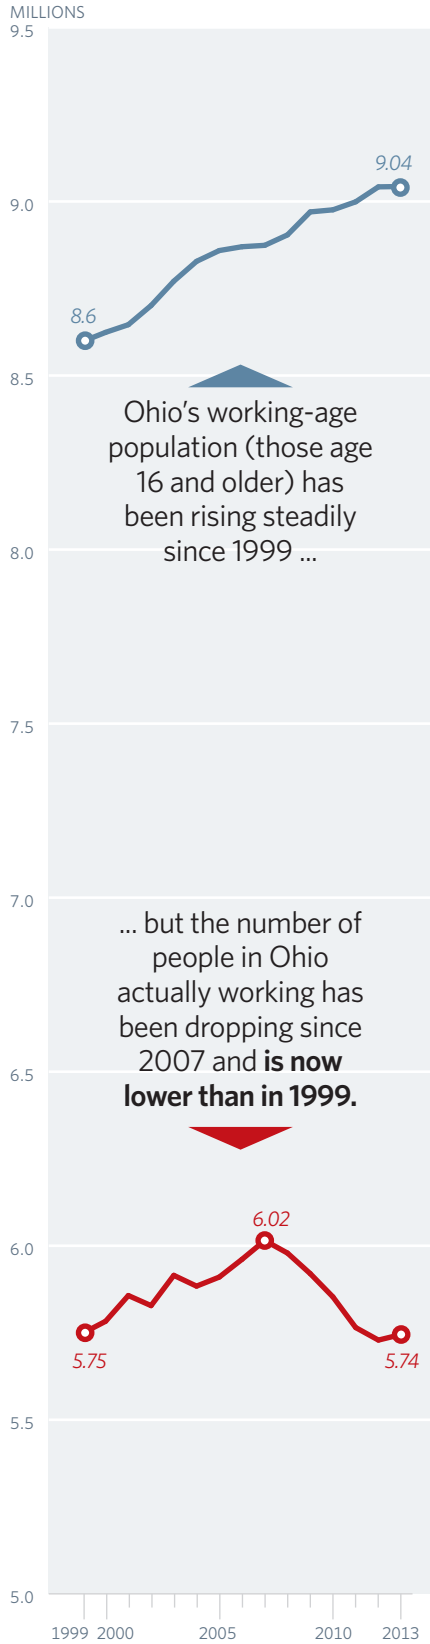 MILLIONS
9.5
9.04
9.0
8.6
8.5
Ohio's working-age
population (those age
16 and older) has
been rising steadily
since 1999 ...
8.0
7.5
7.0
... but the number of
people in Ohio
actually working has
been dropping since
2007 and is now
lower than in 1999.
6.5
6.02
6.0
5.75
5.74
5.5
5.0
1999 2000 2005 2010 2013